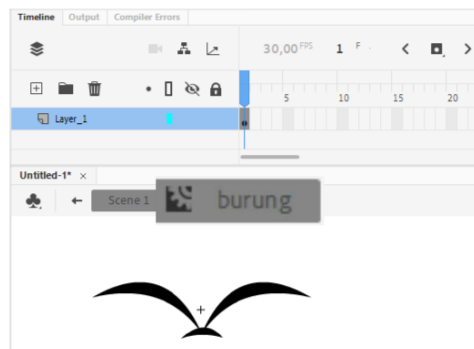 Timeline Output Compiler Errors
30,00 FPS 1 F
5 10 15 20
Layer_1
Untitled-1* ×
Scene 1 burung